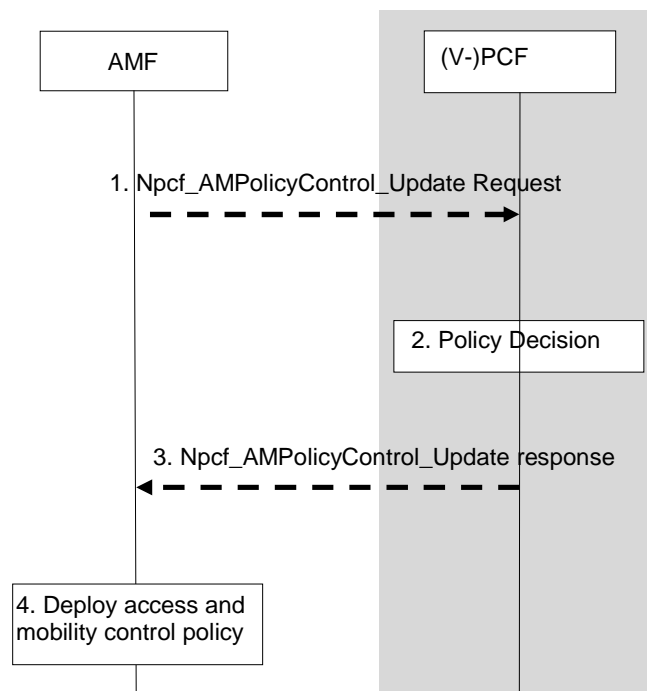 AMF
(V-)PCF
1. Npcf_AMPolicyControl_Update Request
2. Policy Decision
3. Npcf_AMPolicyControl_Update response
4. Deploy access and
mobility control policy